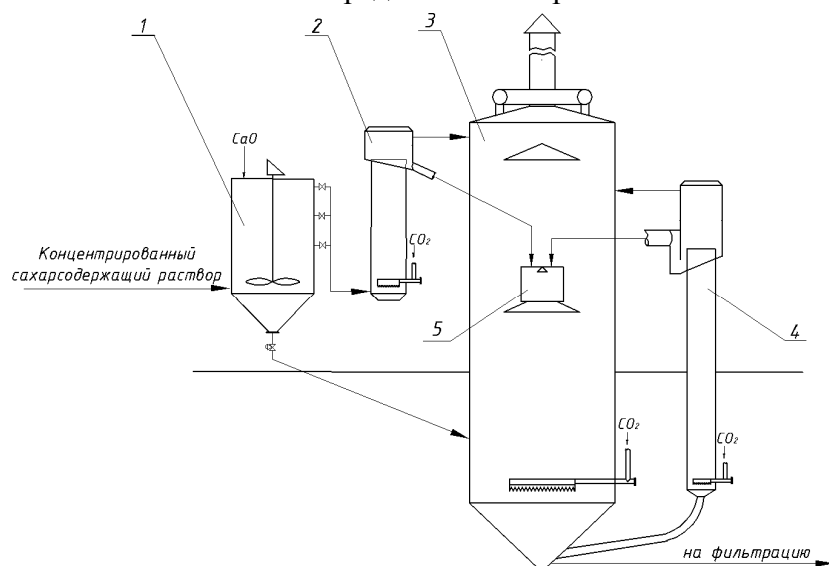 1
2
3
CaO
CO₂
Концентрированный
сахарсодержащий раствор
5
4
CO₂
CO₂
на фильтрацию